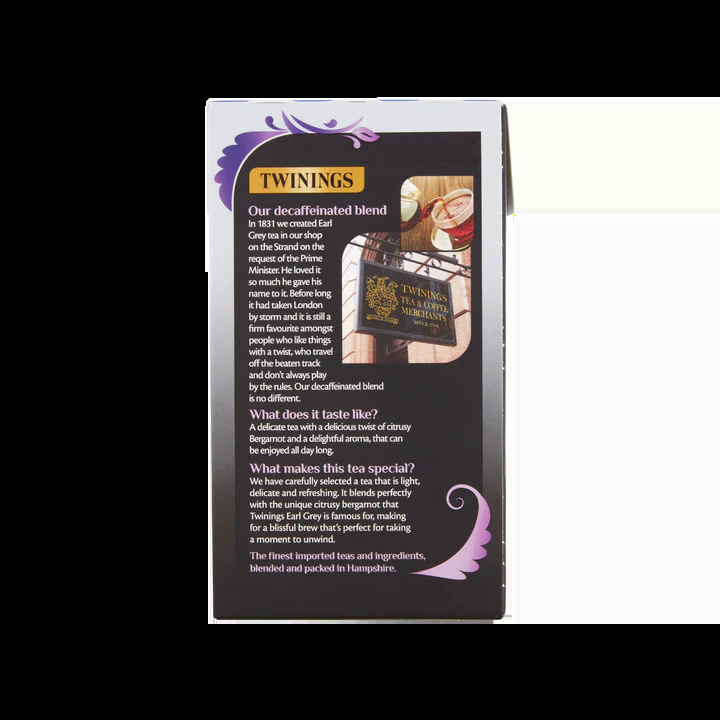 TWININGS
Our decaffeinated blend
In 1831 we created Earl
Grey tea in our shop
on the Strand on the
request of the Prime
Minister. He loved it
so much he gave his
name to it. Before long
it had taken London
by storm and it is still a
firm favourite amongst
people who like things
with a twist, who travel
off the beaten track
and don't always play
by the rules. Our decaffeinated blend
is no different.
TWININGS
TEA & COFFEE
MERCHANTS
SINCE 1706
What does it taste like?
A delicate tea with a delicious twist of citrusy
Bergamot and a delightful aroma, that can
be enjoyed all day long.
What makes this tea special?
We have carefully selected a tea that is light,
delicate and refreshing. It blends perfectly
with the unique citrusy bergamot that
Twinings Earl Grey is famous for, making
for a blissful brew that's perfect for taking
a moment to unwind.
The finest imported teas and ingredients,
blended and packed in Hampshire.